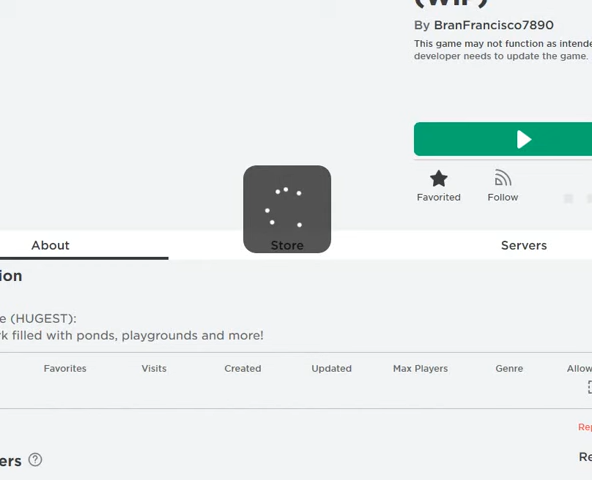 (WIP)
By BranFrancisco7890
This game may not function as intende
developer needs to update the game.
Favorited
Follow
About
Store
Servers
ion
e (HUGEST):
k filled with ponds, playgrounds and more!
Favorites
Visits
Created
Updated
Max Players
Genre
Allow
Rep
ers ?
Re